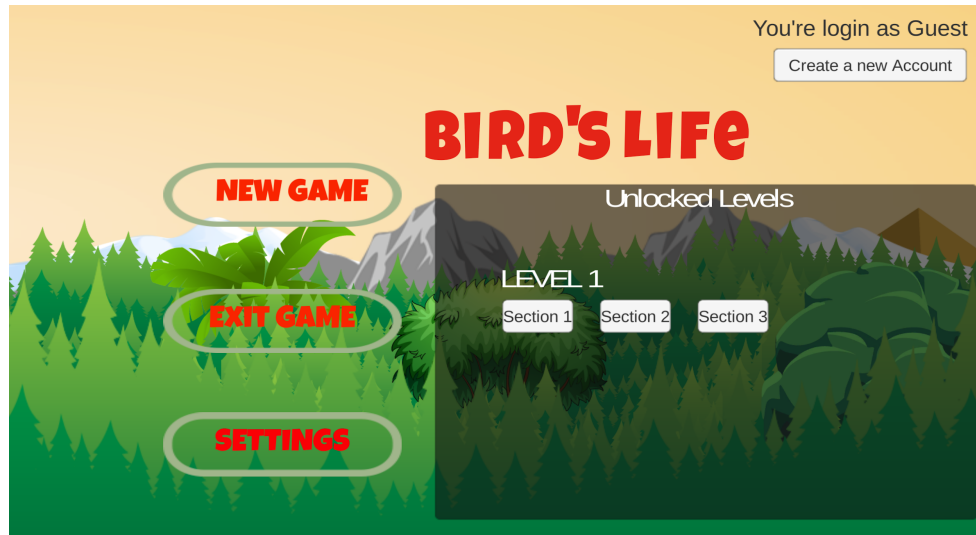 You're login as Guest
Create a new Account
BIRD'S LIFe
NEW GAME
Unlocked Levels
LEVEL 1
EXIT GAME
Section 1 Section 2 Section 3
SETTINGS